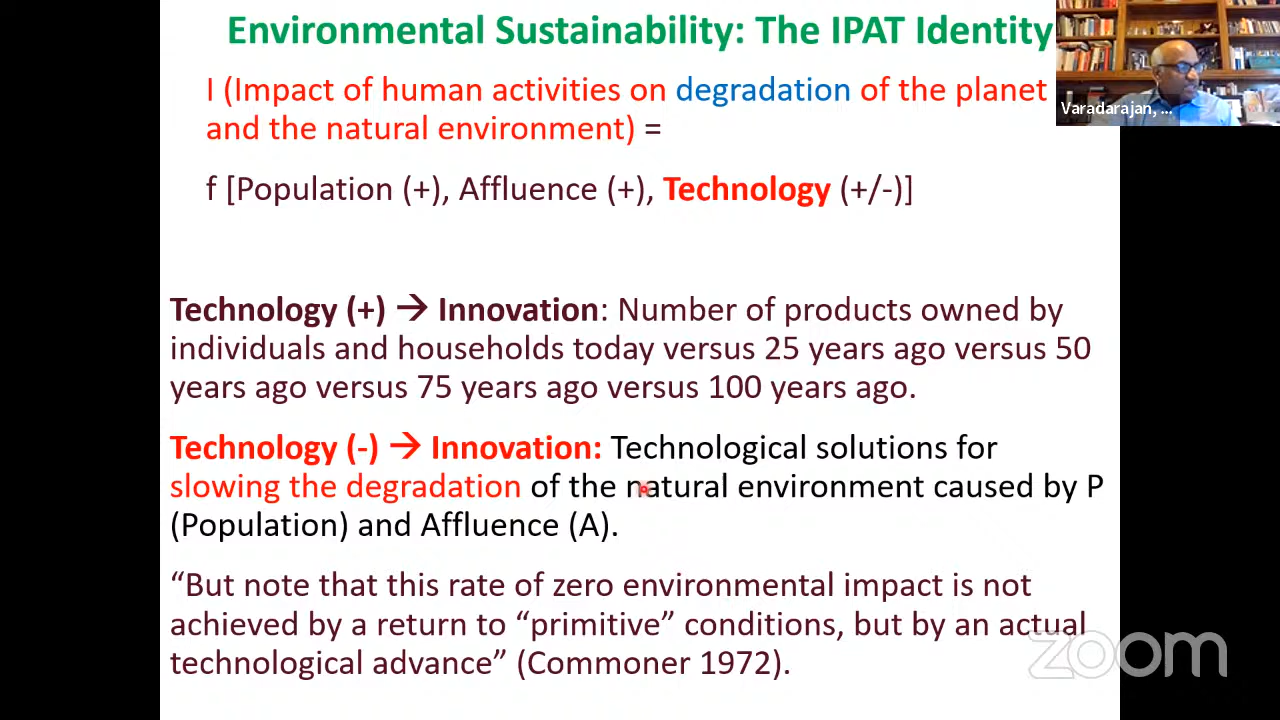 Environmental Sustainability: The IPAT Identity
I (Impact of human activities on degradation of the planet
and the natural environment) =
f [Population (+), Affluence (+), Technology (+/-)]
Technology (+) → Innovation: Number of products owned by
individuals and households today versus 25 years ago versus 50
years ago versus 75 years ago versus 100 years ago.
Technology (-) → Innovation: Technological solutions for
slowing the degradation of the natural environment caused by P
(Population) and Affluence (A).
“But note that this rate of zero environmental impact is not
achieved by a return to “primitive” conditions, but by an actual
technological advance” (Commoner 1972).
Varadarajan, ...
zoom